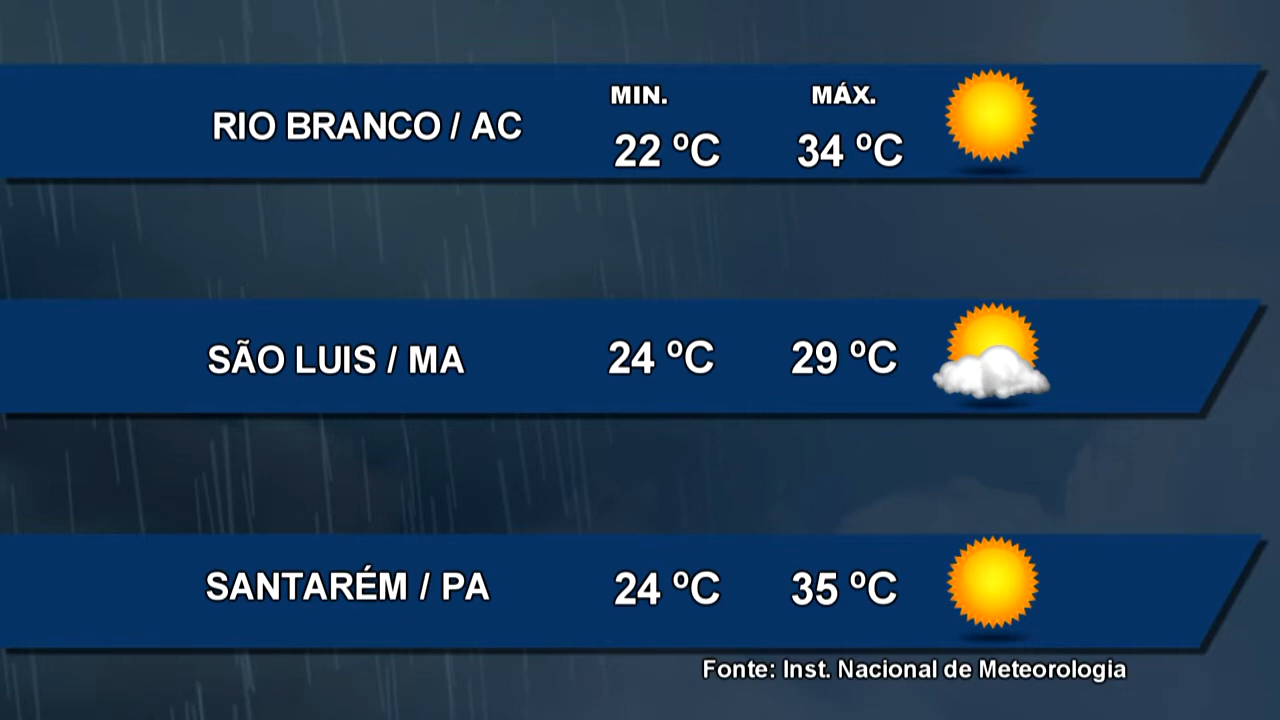 MIN. MÁX.
RIO BRANCO / AC 22 ºC 34 ºC
SÃO LUIS / MA 24 ºC 29 ºC
SANTARÉM / PA 24 ºC 35 ºC
Fonte: Inst. Nacional de Meteorologia